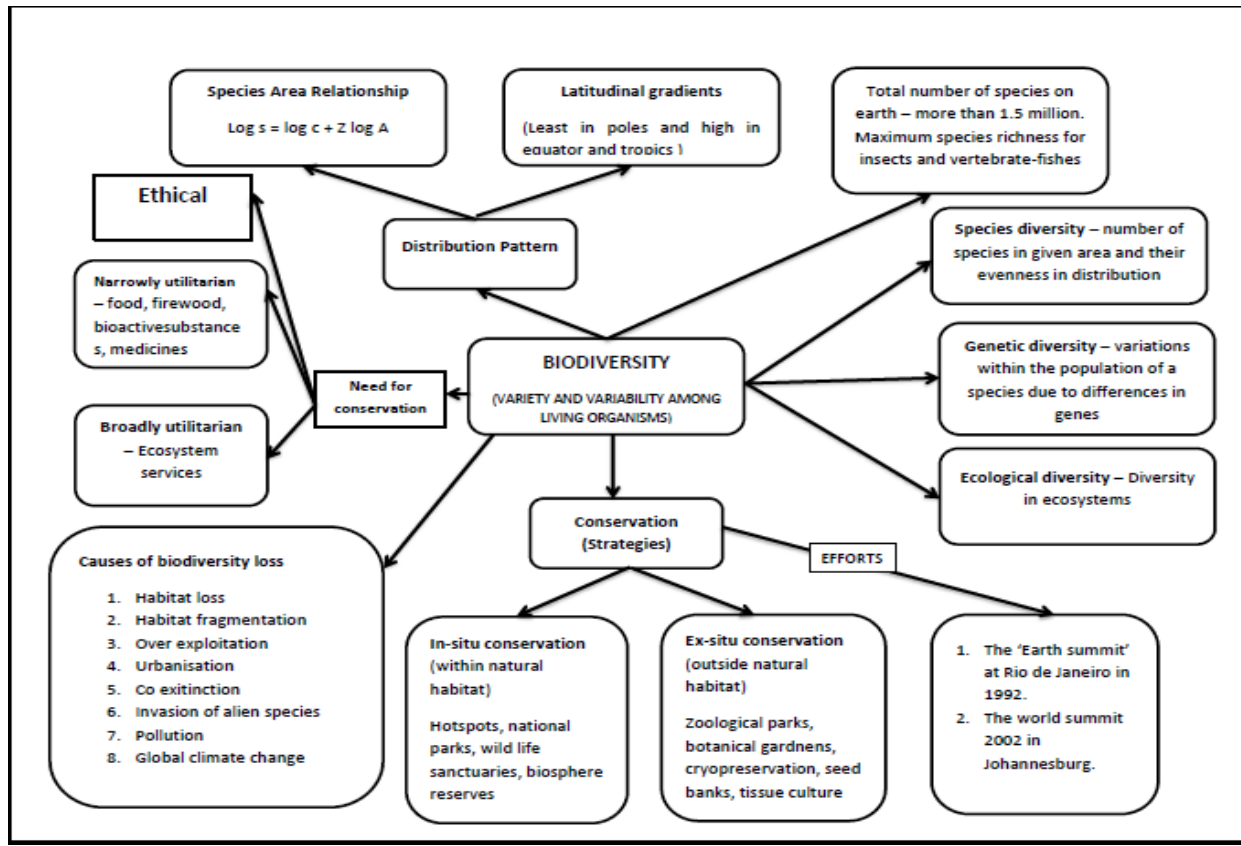 Species Area Relationship
Log s = log c + Z log A
Latitudinal gradients
(Least in poles and high in
equator and tropics )
Total number of species on
earth – more than 1.5 million.
Maximum species richness for
insects and vertebrate-fishes
Ethical
Distribution Pattern
Species diversity – number of
species in given area and their
evenness in distribution
Narrowly utilitarian
– food, firewood,
bioactivesubstance
s, medicines
BIODIVERSITY
(VARIETY AND VARIABILITY AMONG
LIVING ORGANISMS)
Need for
conservation
Genetic diversity – variations
within the population of a
species due to differences in
genes
Broadly utilitarian
– Ecosystem
services
Ecological diversity – Diversity
in ecosystems
Conservation
(Strategies)
EFFORTS
Causes of biodiversity loss
1. Habitat loss
2. Habitat fragmentation
3. Over exploitation
4. Urbanisation
5. Co exitinction
6. Invasion of alien species
7. Pollution
8. Global climate change
In-situ conservation
(within natural
habitat)
Hotspots, national
parks, wild life
sanctuaries, biosphere
reserves
Ex-situ conservation
(outside natural
habitat)
Zoological parks,
botanical gardnens,
cryopreservation, seed
banks, tissue culture
1. The ‘Earth summit’
at Rio de Janeiro in
1992.
2. The world summit
2002 in
Johannesburg.